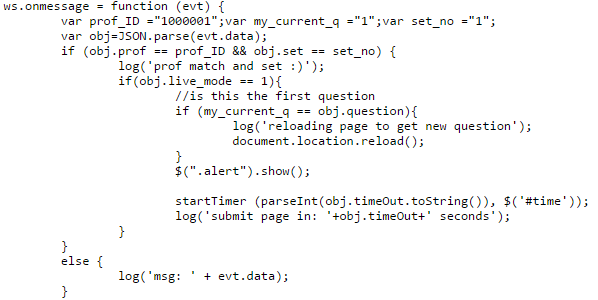 ws.onmessage = function (evt) {
        var prof_ID ="1000001";var my_current_q ="1";var set_no ="1";
        var obj=JSON.parse(evt.data);
        if (obj.prof == prof_ID && obj.set == set_no) {
                log('prof match and set :)');
                if(obj.live_mode == 1){
                        //is this the first question
                        if (my_current_q == obj.question){
                                log('reloading page to get new question');
                                document.location.reload();
                        }
                        $(".alert").show();

                        startTimer (parseInt(obj.timeOut.toString()), $('#time'));
                        log('submit page in: '+obj.timeOut+' seconds');
                }
        }
        else {
                log('msg: ' + evt.data);
        }